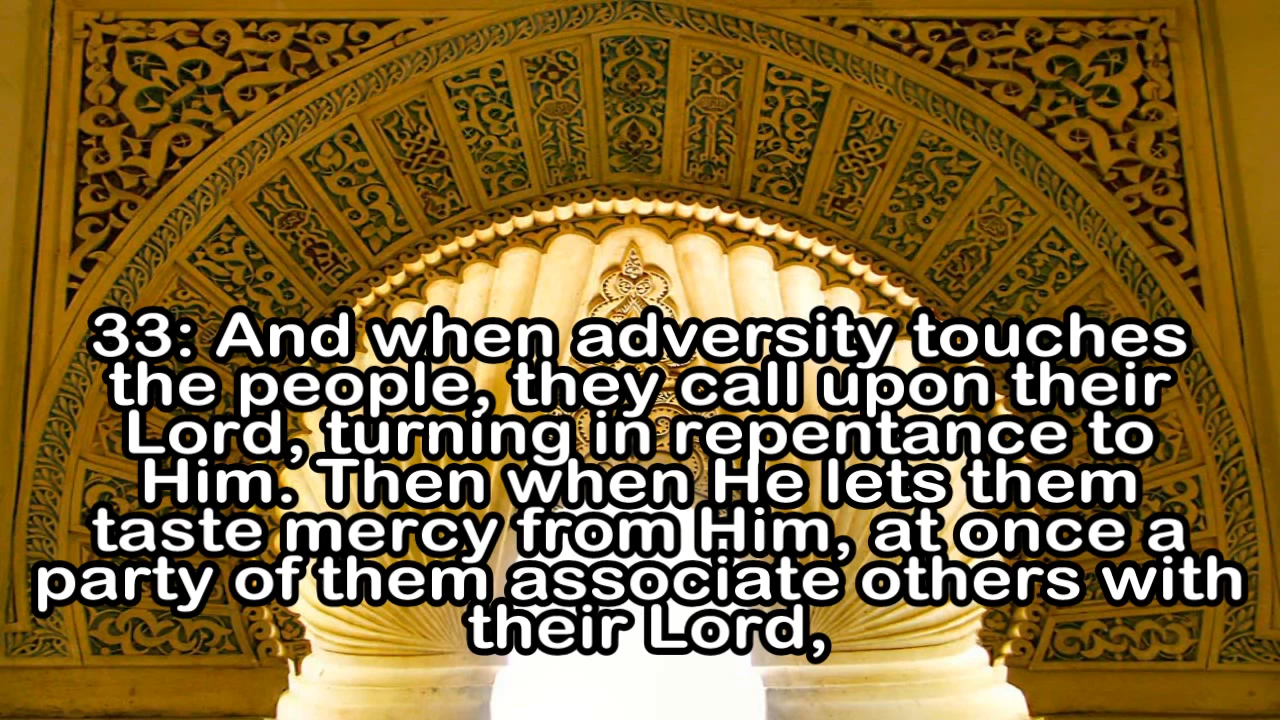 33: And when adversity touches
the people, they call upon their
Lord, turning in repentance to
Him. Then when He lets them
taste mercy from Him, at once a
party of them associate others with
their Lord,